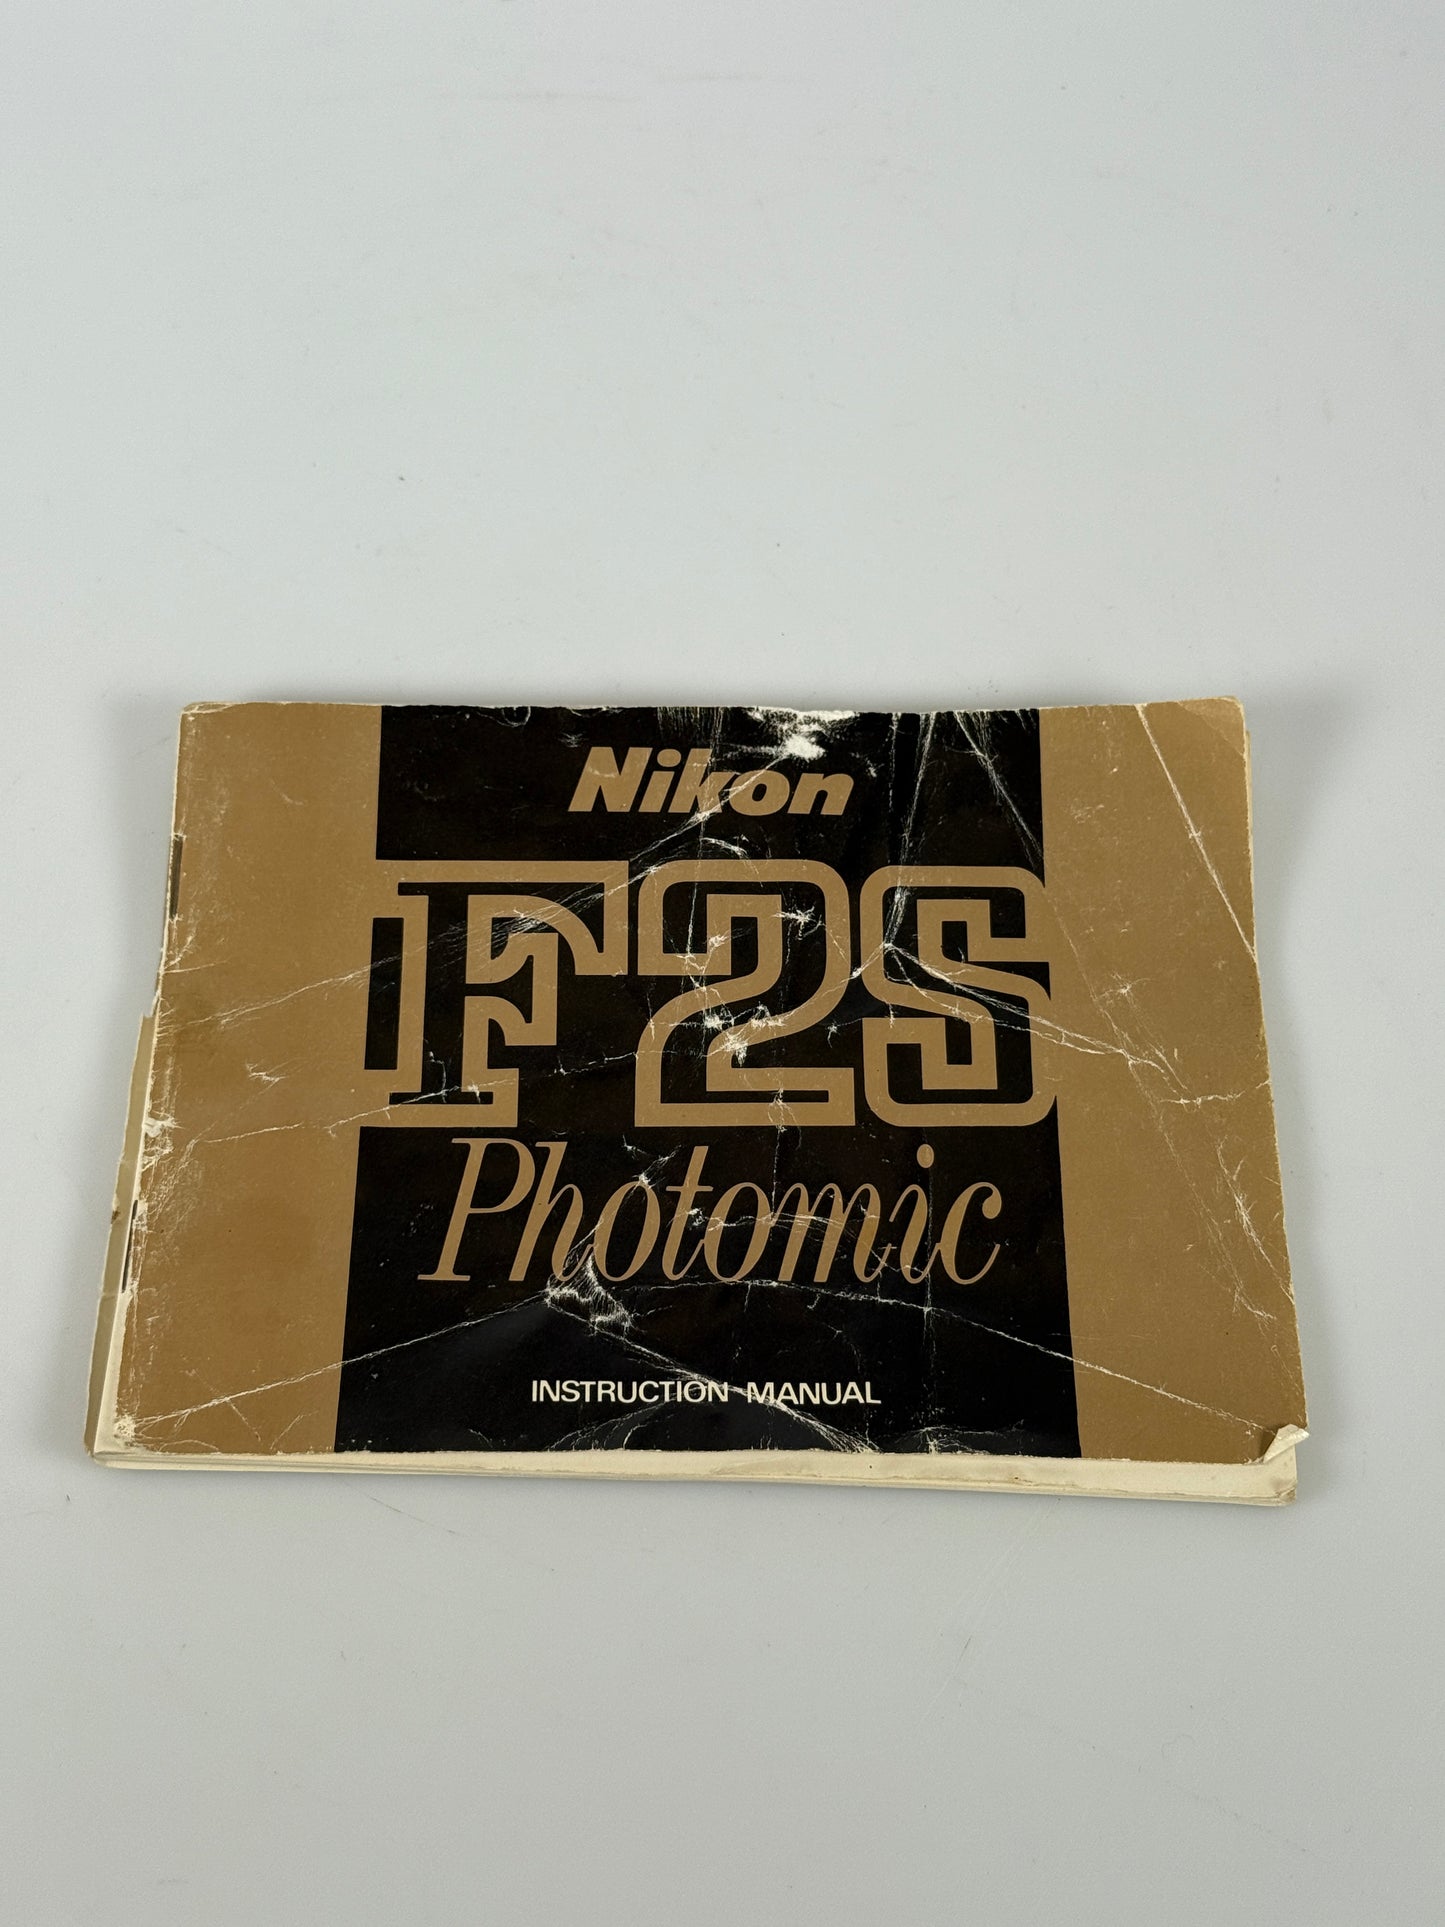 Nikon
F2S
Photomic
INSTRUCTION MANUAL